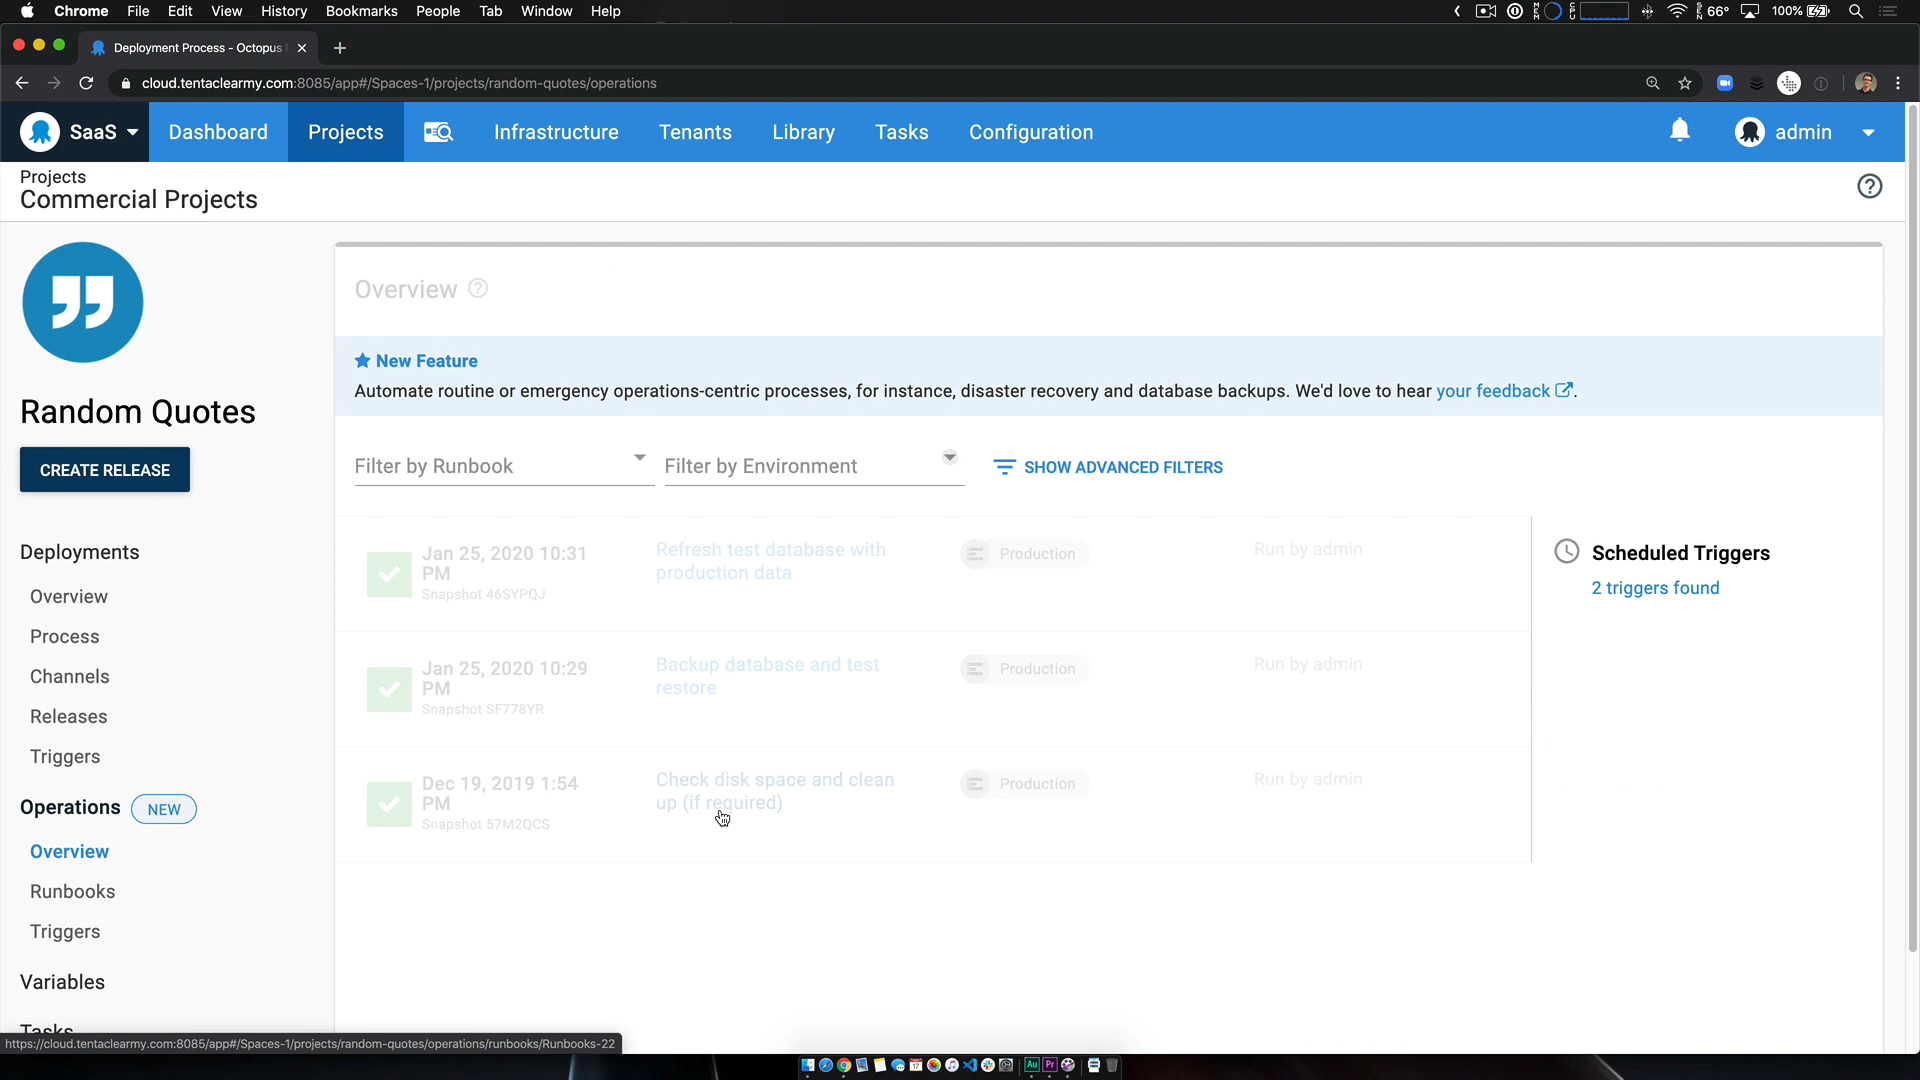 Chrome File Edit View History Bookmarks People Tab Window Help
66° 100%
Deployment Process - Octopus
cloud.tentaclearmy.com:8085/app#/Spaces-1/projects/random-quotes/operations
SaaS Dashboard Projects Infrastructure Tenants Library Tasks Configuration admin
Projects
Commercial Projects
Random Quotes
CREATE RELEASE
Deployments
Overview
Process
Channels
Releases
Triggers
Operations NEW
Overview
Runbooks
Triggers
Variables
Tasks
Overview
New Feature
Automate routine or emergency operations-centric processes, for instance, disaster recovery and database backups. We'd love to hear your feedback.
Filter by Runbook Filter by Environment SHOW ADVANCED FILTERS
Jan 25, 2020 10:31
PM
Snapshot 46SYPQJ
Refresh test database with
production data
Production
Run by admin
Jan 25, 2020 10:29
PM
Snapshot SF778YR
Backup database and test
restore
Production
Run by admin
Dec 19, 2019 1:54
PM
Snapshot 57M2QCS
Check disk space and clean
up (if required)
Production
Run by admin
Scheduled Triggers
2 triggers found
https://cloud.tentaclearmy.com:8085/app#/Spaces-1/projects/random-quotes/operations/runbooks/Runbooks-22
17
Au Pr